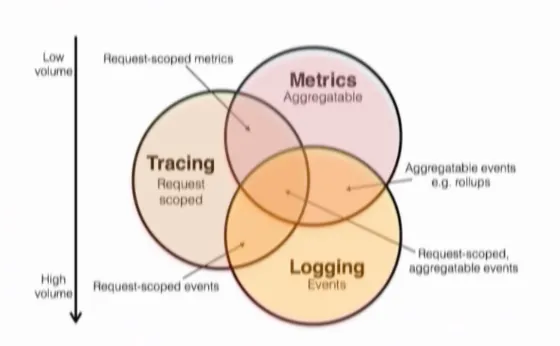 Low
volume
Request-scoped metrics
Metrics
Aggregatable
Tracing
Request
scoped
Aggregatable events
e.g. rollups
Request-scoped,
aggregatable events
Logging
Events
High
volume
Request-scoped events